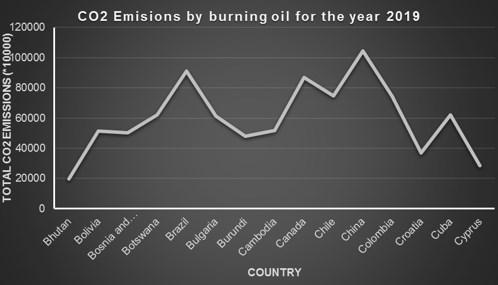 CO2 Emisions by burning oil for the year 2019
TOTAL CO2 EMISSIONS (*10000)
120000
100000
80000
60000
40000
20000
0
Bhutan
Bolivia
Bosnia and...
Botswana
Brazil
Bulgaria
Burundi
Cambodia
Canada
Chile
China
Colombia
Croatia
Cuba
Cyprus
COUNTRY